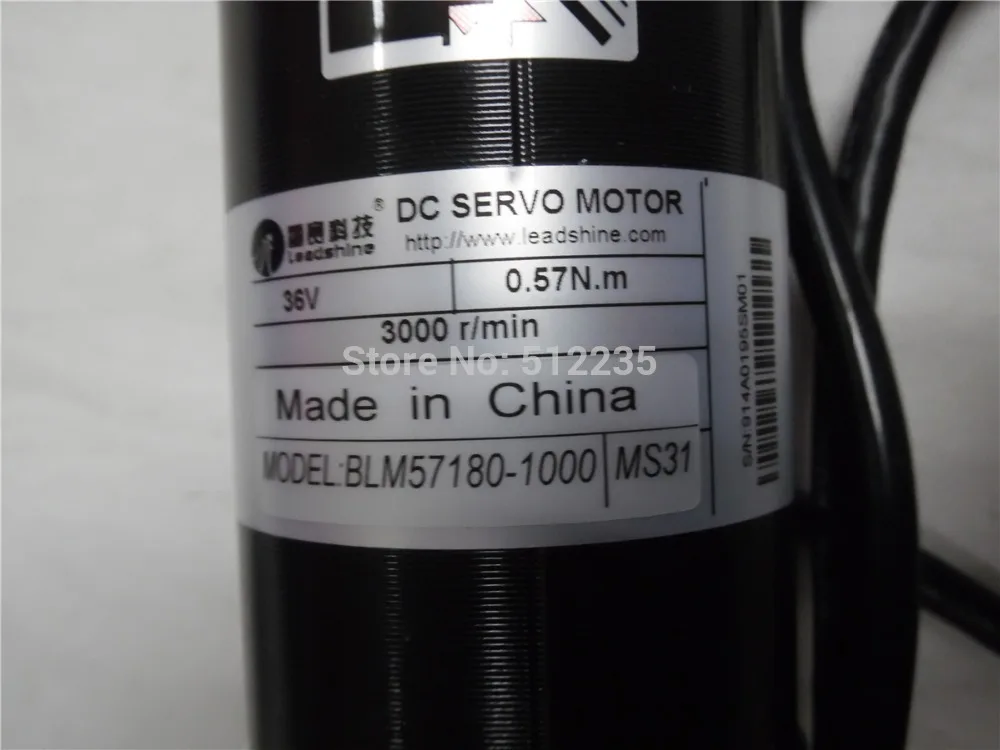 雷赛科技® DC SERVO MOTOR
Leadshine http://www.leadshine.com
36V 0.57N.m
3000 r/min
Store No: 512235
Made in China
MODEL:BLM57180-1000 MS31
S/N:914A0195SM01